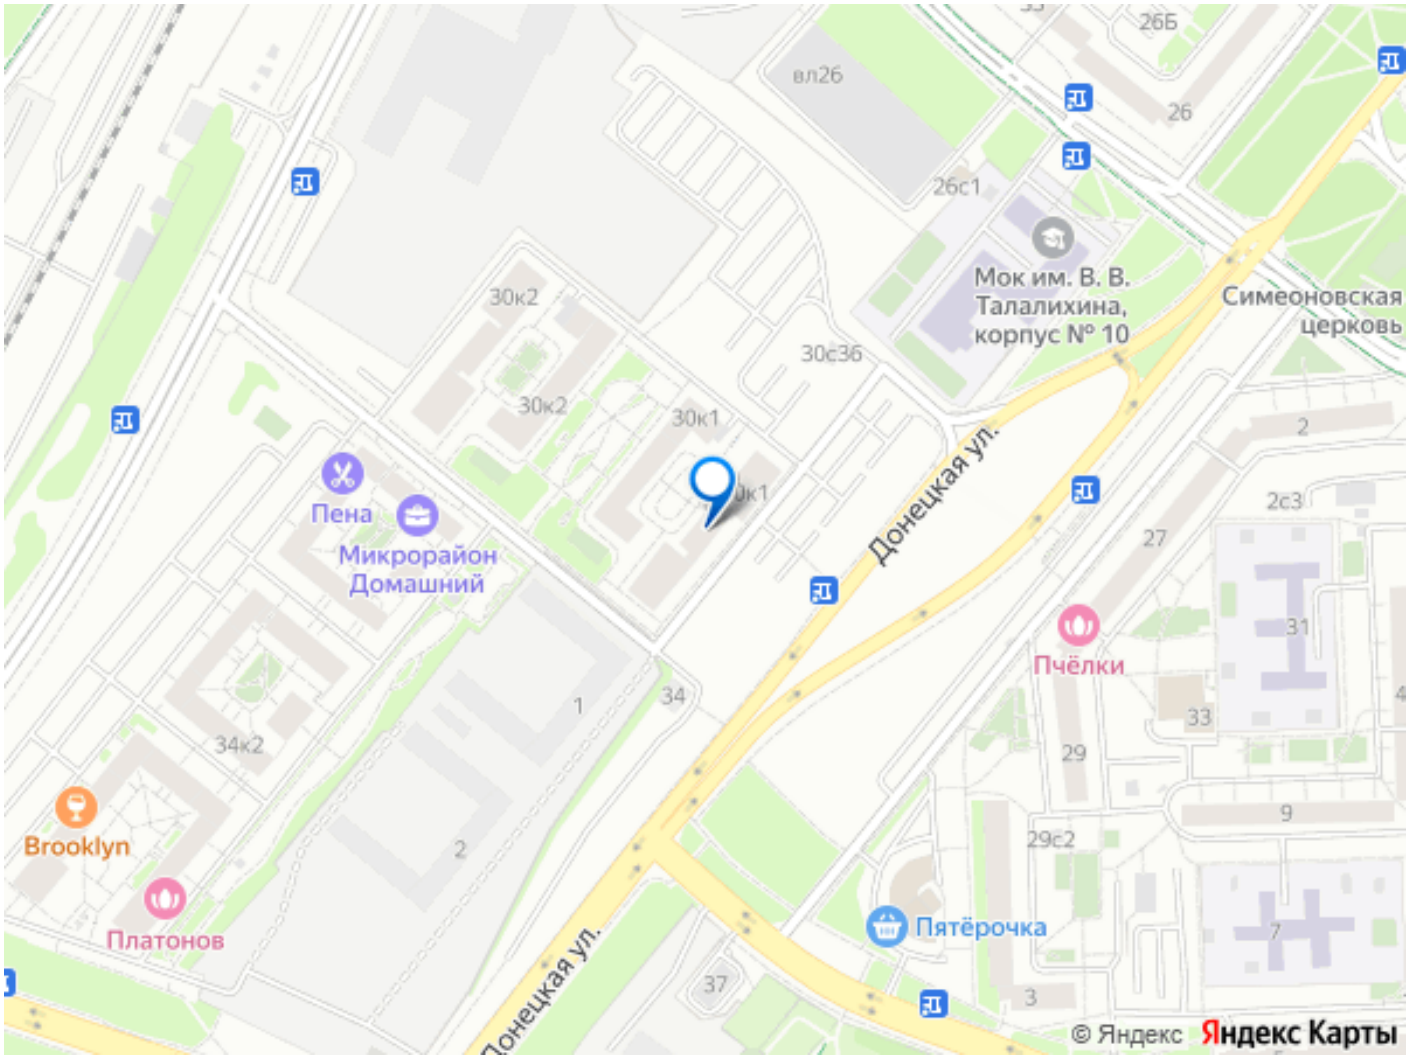 26Б
вл26
26
26с1
Мок им. В. В.
Талалихина,
корпус № 10
Симеоновская
церковь
30к2
30с36
30к2
30к1
2
Донецкая ул.
2с3
Пена
27
Микрорайон
Домашний
31
Пчёлки
34
1
33
34к2
29
9
Brooklyn
2
29с2
Платонов
Пятёрочка
7
Донецкая ул.
37
3
© Яндекс Яндекс Карты